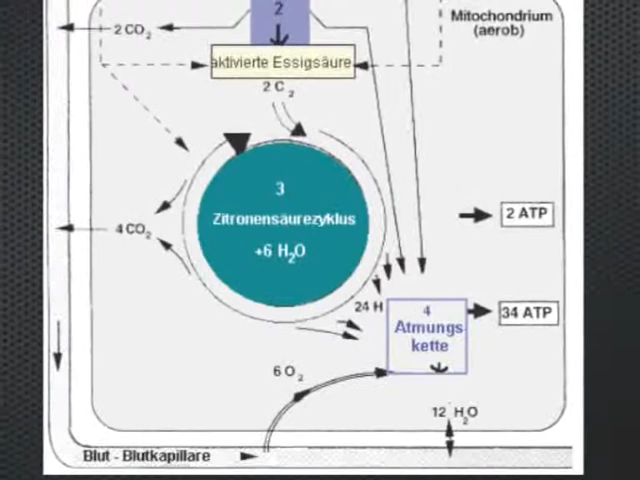 2
Mitochondrium
(aerob)
2 CO2
aktivierte Essigsäure
2 C2
3
Zitronensäurezyklus
+6 H2O
2 ATP
4 CO2
24 H
4
Atmungs
kette
34 ATP
6 O2
12 H2O
Blut - Blutkapillare